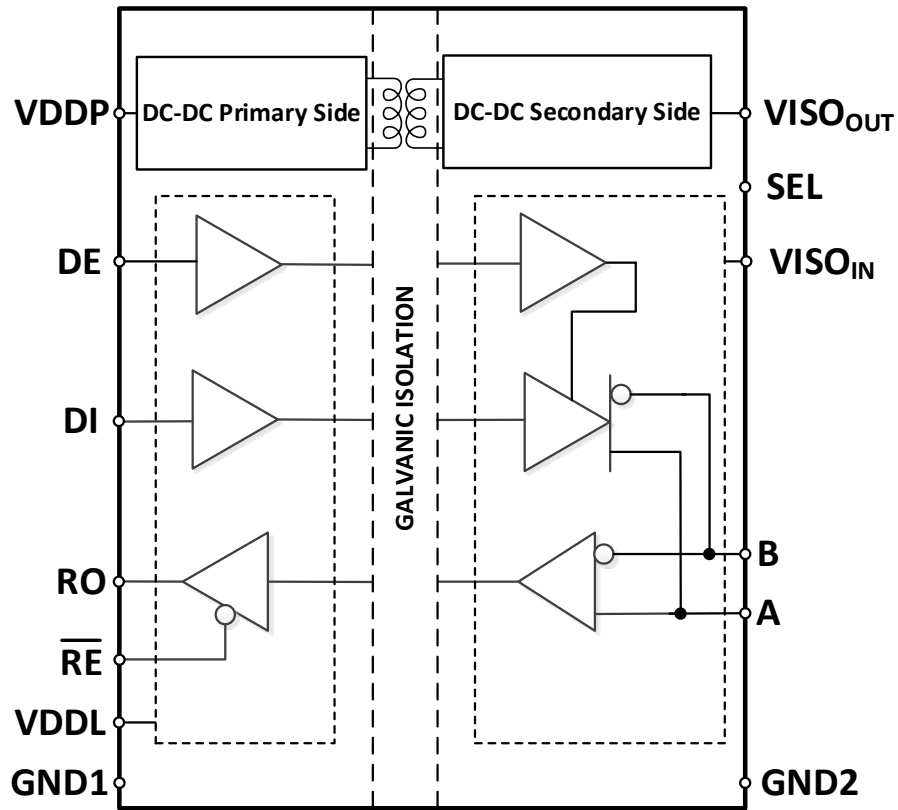 VDDP
DC-DC Primary Side
DC-DC Secondary Side
VISOOUT
SEL
DE
VISOIN
GALVANIC ISOLATION
DI
B
RO
A
RE
VDDL
GND1
GND2